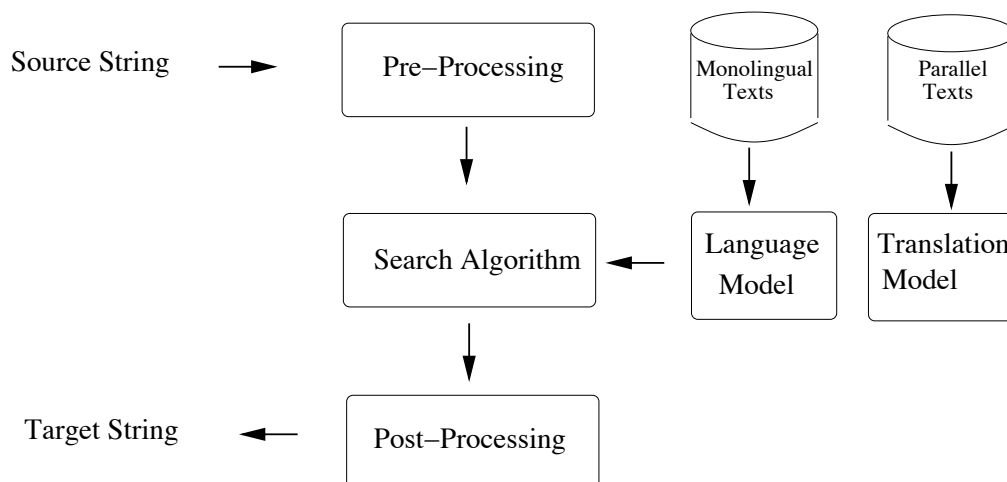 Source String
Pre–Processing
Monolingual
Texts
Parallel
Texts
Search Algorithm
Language
Model
Translation
Model
Target String
Post–Processing